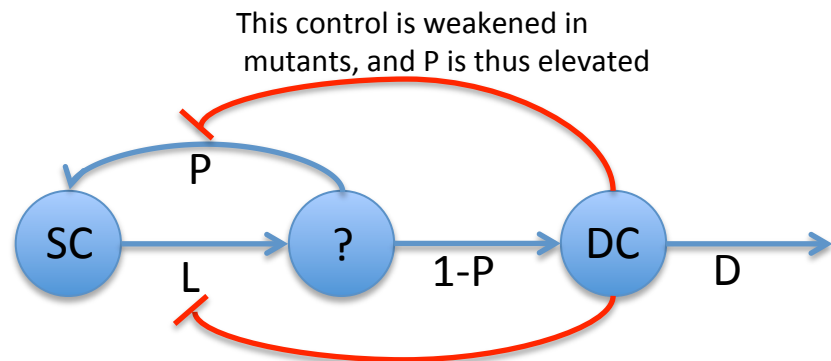 This control is weakened in
mutants, and P is thus elevated
P
SC
?
DC
L
1-P
D